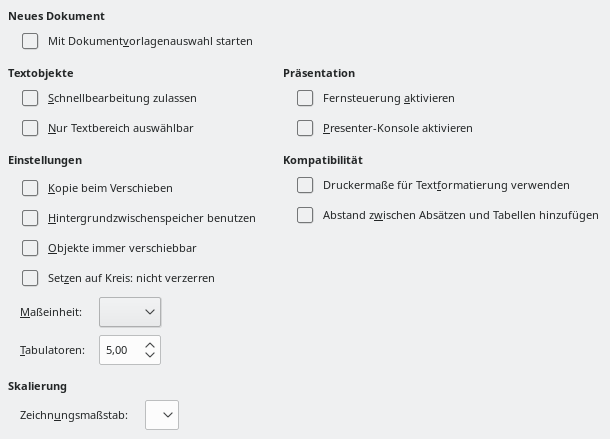 Neues Dokument
Mit Dokumentvorlagenauswahl starten
Textobjekte
Schnellbearbeitung zulassen
Nur Textbereich auswählbar
Präsentation
Fernsteuerung aktivieren
Presenter-Konsole aktivieren
Einstellungen
Kopie beim Verschieben
Hintergrundzwischenspeicher benutzen
Objekte immer verschiebbar
Setzen auf Kreis: nicht verzerren
Maßeinheit:
Tabulatoren: 5,00
Kompatibilität
Druckermaße für Textformatierung verwenden
Abstand zwischen Absätzen und Tabellen hinzufügen
Skalierung
Zeichnungsmaßstab: